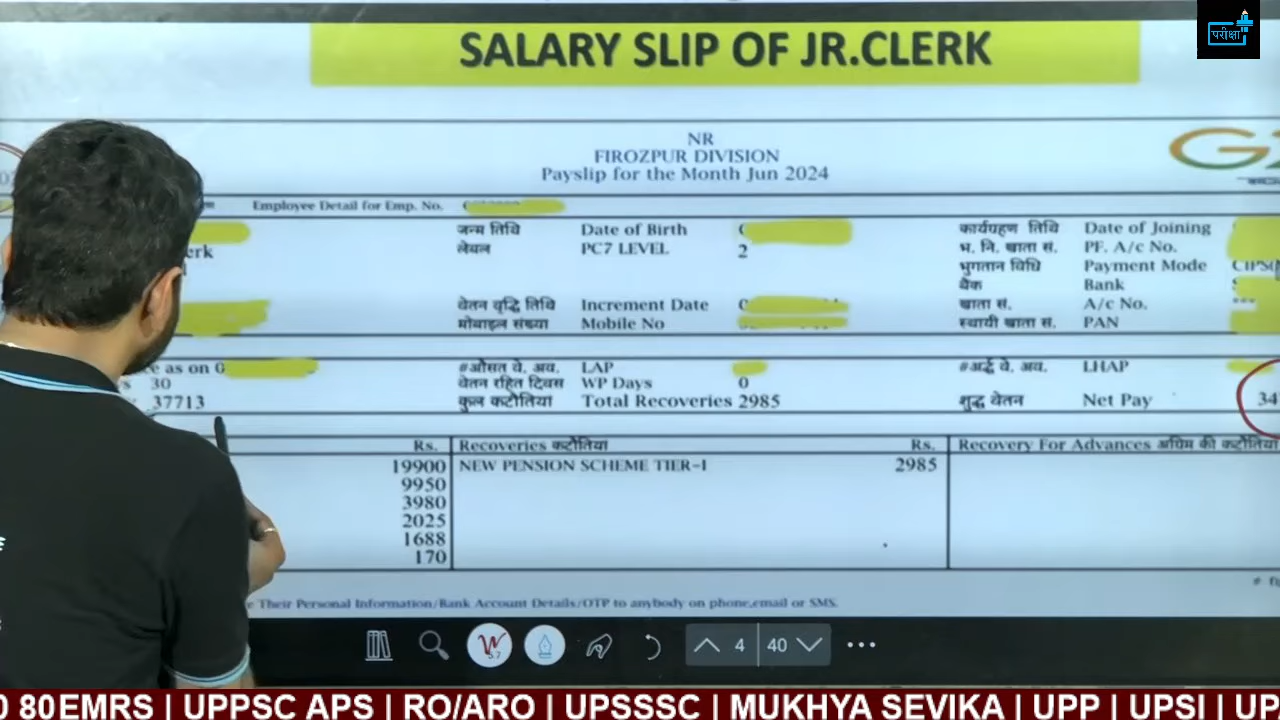 परीक्षा
SALARY SLIP OF JR.CLERK
NR
FIROZPUR DIVISION
Payslip for the Month Jun 2024
Employee Detail for Emp. No.
जन्म तिथि Date of Birth कार्यग्रहण तिथि Date of Joining
erk लेवल PC7 LEVEL 2 भ. नि. खाता सं. PF. A/c No.
भुगतान विधि Payment Mode
बैंक Bank
वेतन वृद्धि तिथि Increment Date खाता सं. A/c No.
मोबाइल संख्या Mobile No स्थायी खाता सं. PAN
e as on 0 #औसत वे. अव. LAP #अर्द्ध वे. अव. LHAP
s 30 वेतन रहित दिवस WP Days 0
37713 कुल कटौतियां Total Recoveries 2985 शुद्ध वेतन Net Pay 34
Rs. Recoveries कटौतियां Rs. Recovery For Advances अग्रिम की कटौतिया
19900 NEW PENSION SCHEME TIER-I 2985
9950
3980
2025
1688
170
e Their Personal Information/Bank Account Details/OTP to anybody on phone,email or SMS.
4 40
0 80EMRS | UPPSC APS | RO/ARO | UPSSSC | MUKHYA SEVIKA | UPP | UPSI | UP